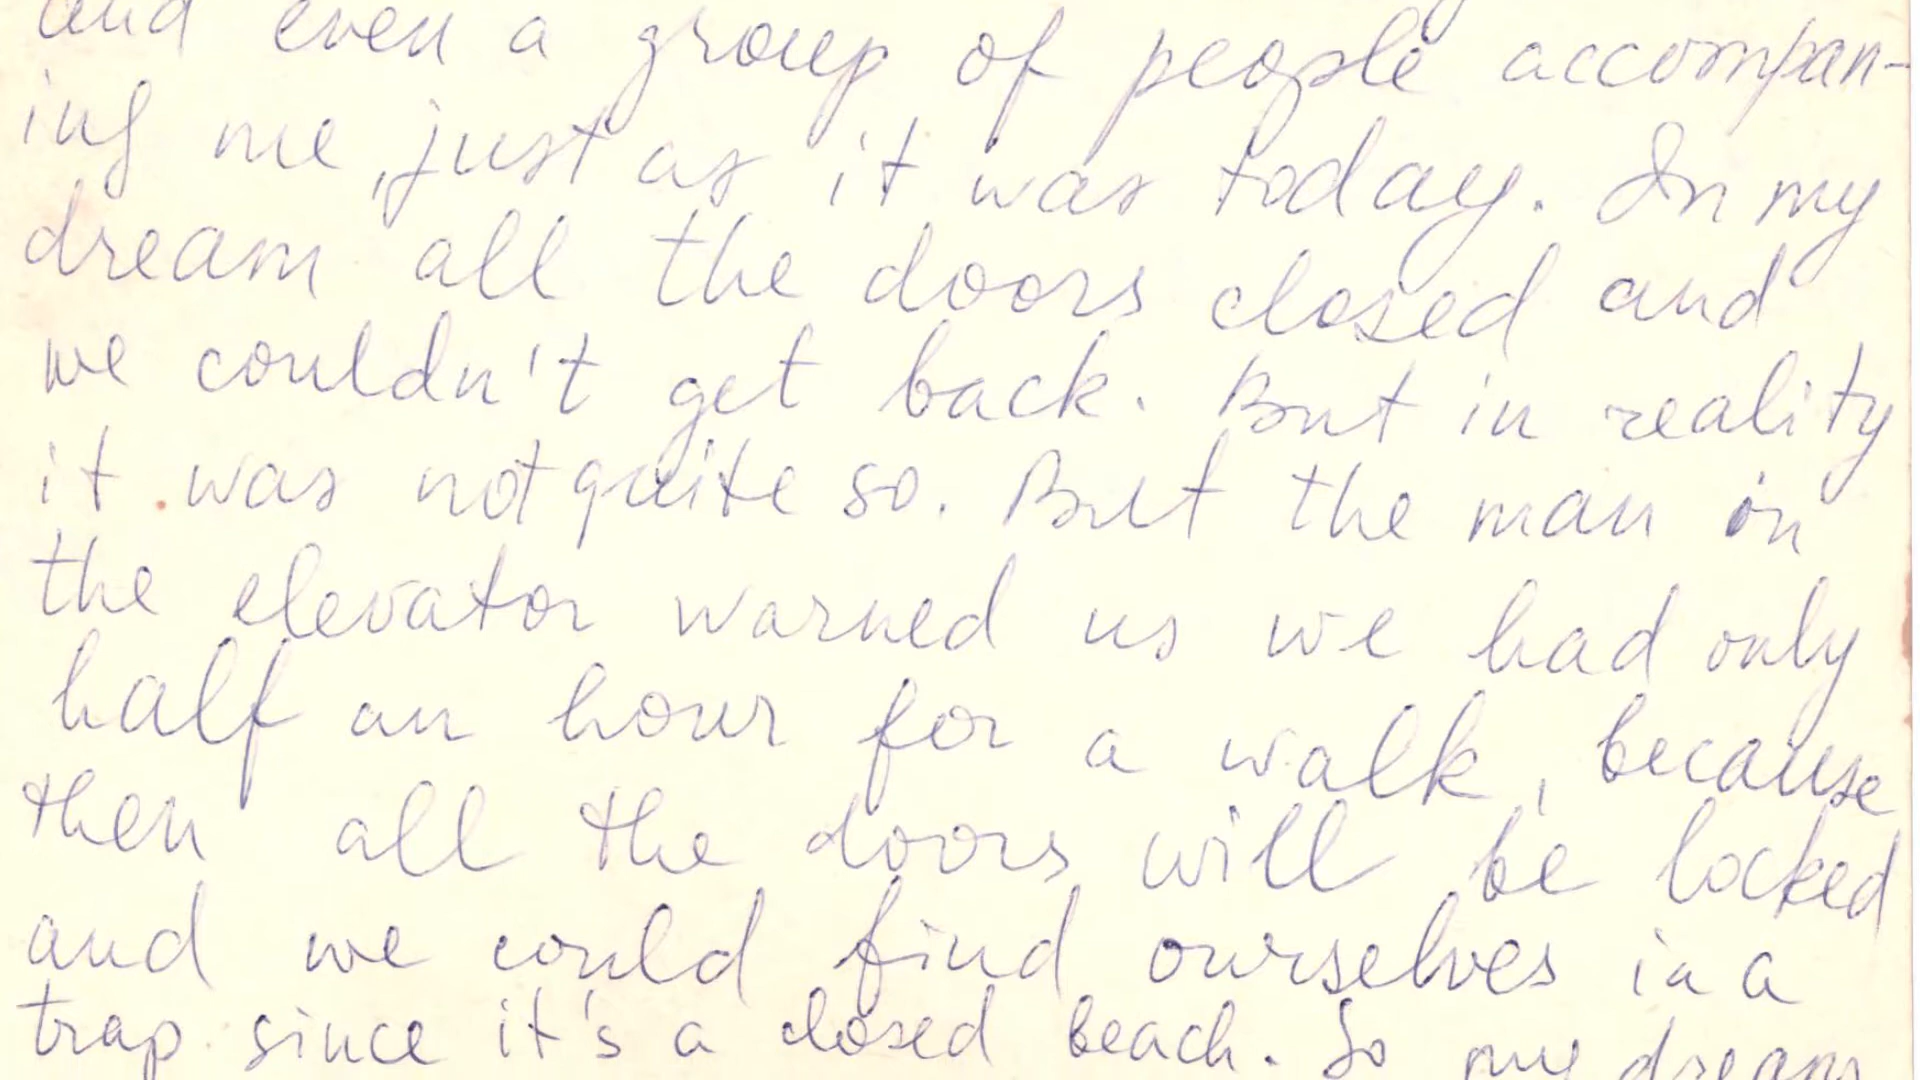 and even a group of people accompan-
ing me, just as it was today. In my
dream all the doors closed and
we couldn't get back. But in reality
it was not quite so. But the man in
the elevator warned us we had only
half an hour for a walk, because
then all the doors will be locked
and we could find ourselves in a
trap since it's a closed beach. So my dream